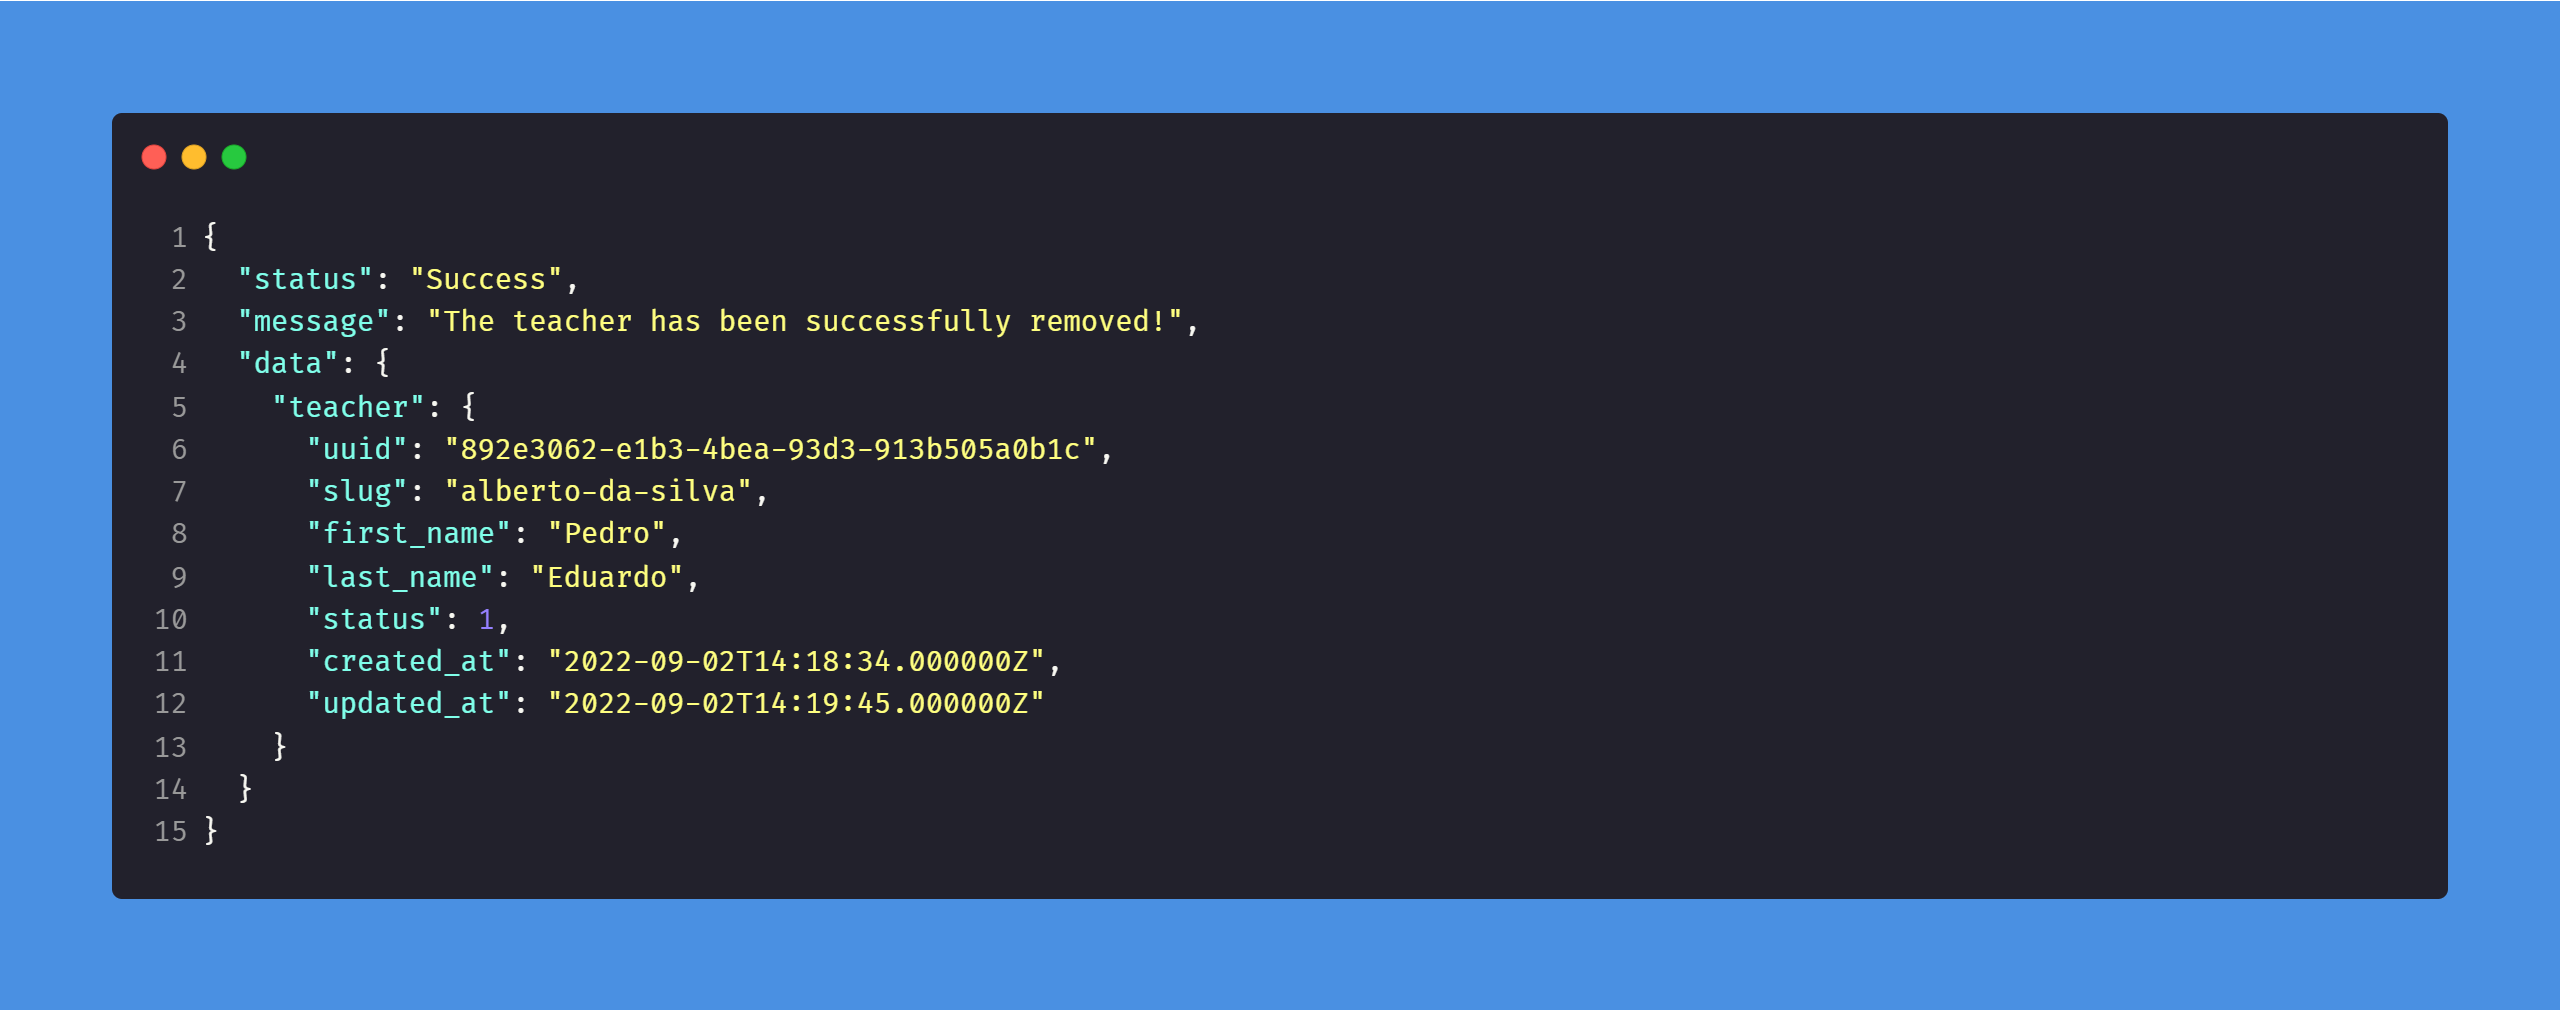 1 {
2   "status": "Success",
3   "message": "The teacher has been successfully removed!",
4   "data": {
5     "teacher": {
6       "uuid": "892e3062-e1b3-4bea-93d3-913b505a0b1c",
7       "slug": "alberto-da-silva",
8       "first_name": "Pedro",
9       "last_name": "Eduardo",
10       "status": 1,
11       "created_at": "2022-09-02T14:18:34.000000Z",
12       "updated_at": "2022-09-02T14:19:45.000000Z"
13     }
14   }
15 }